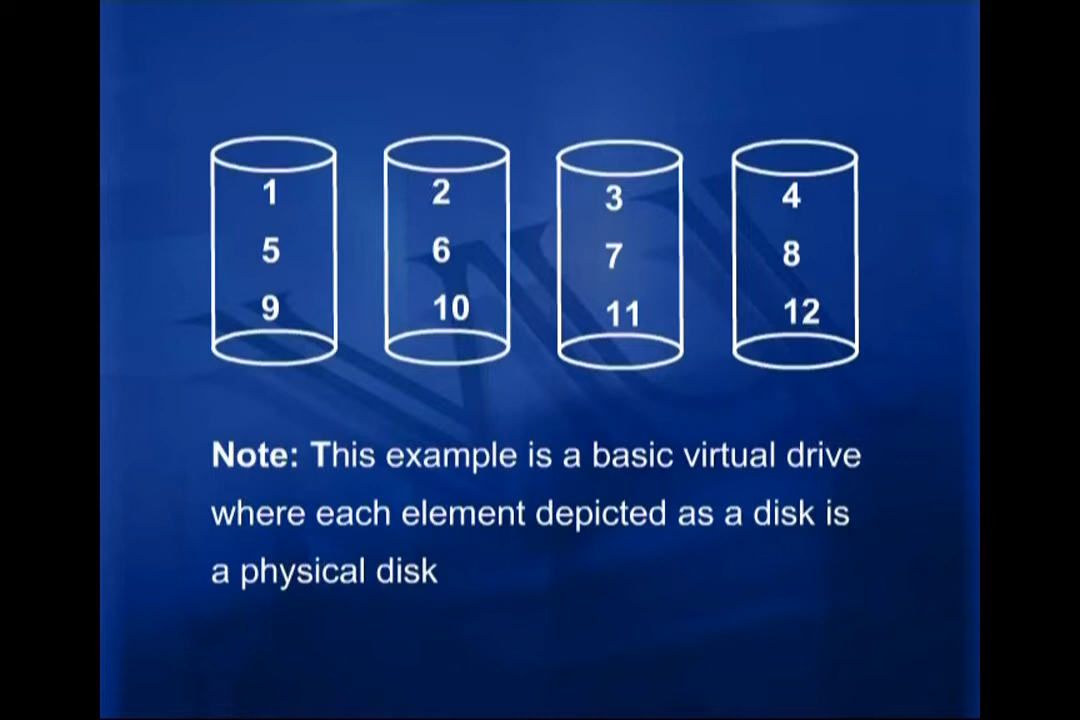 1 2 3 4
5 6 7 8
9 10 11 12
Note: This example is a basic virtual drive
where each element depicted as a disk is
a physical disk